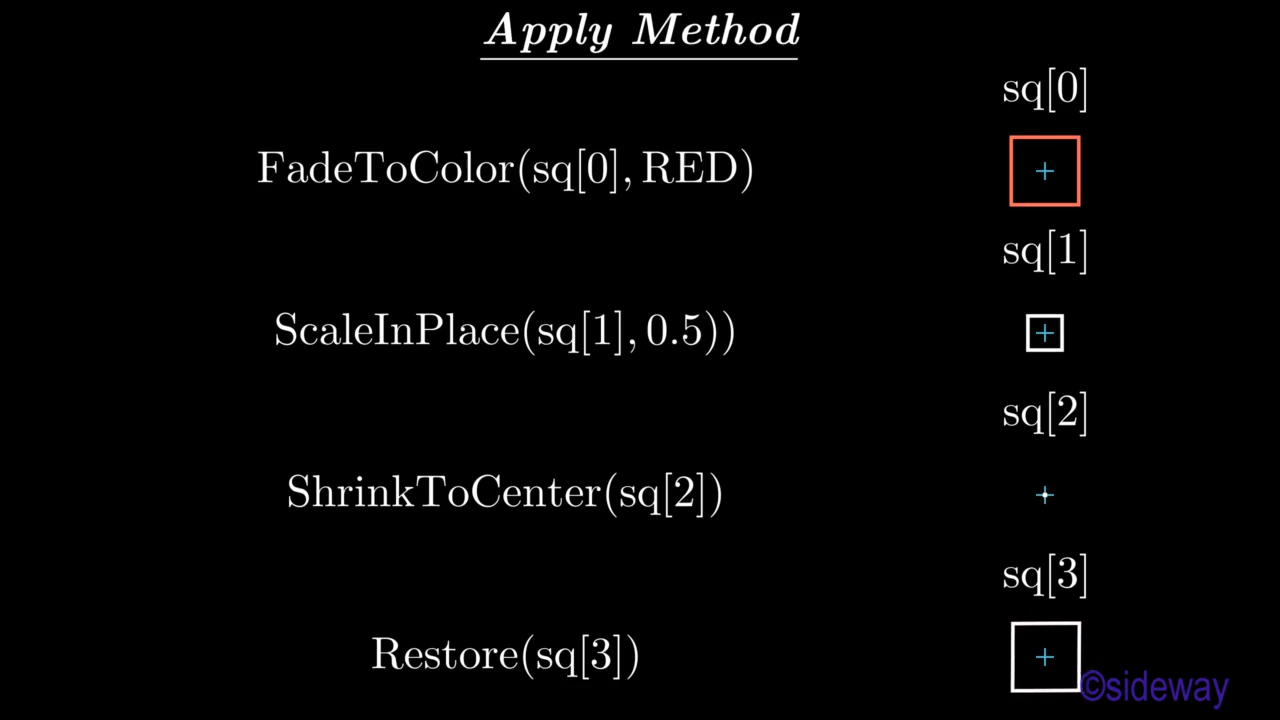 Apply Method
sq[0]
FadeToColor(sq[0], RED)
sq[1]
ScaleInPlace(sq[1], 0.5))
sq[2]
ShrinkToCenter(sq[2])
sq[3]
Restore(sq[3])
©sideway